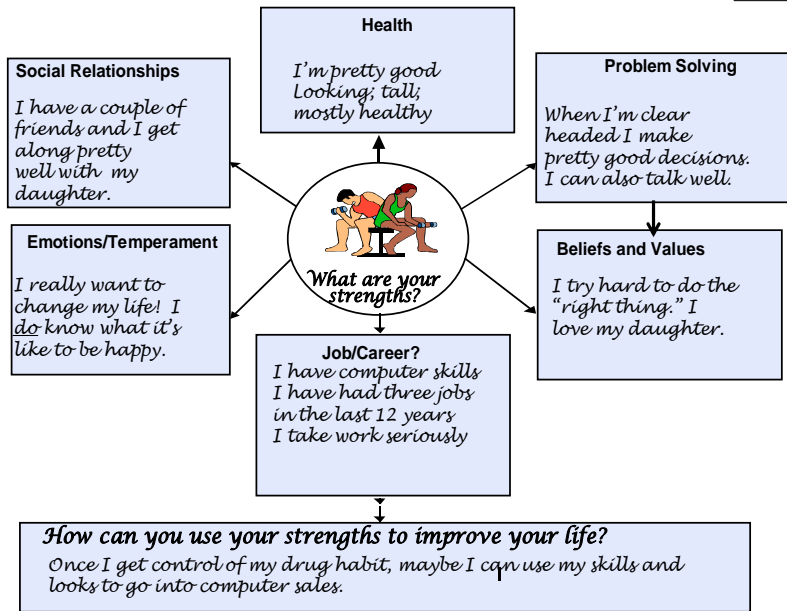 Health
I'm pretty good
Looking; tall;
mostly healthy
Social Relationships
I have a couple of
friends and I get
along pretty
well with my
daughter.
Problem Solving
When I'm clear
headed I make
pretty good decisions.
I can also talk well.
What are your
strengths?
Emotions/Temperament
I really want to
change my life! I
do know what it's
like to be happy.
Beliefs and Values
I try hard to do the
"right thing." I
love my daughter.
Job/Career?
I have computer skills
I have had three jobs
in the last 12 years
I take work seriously
How can you use your strengths to improve your life?
Once I get control of my drug habit, maybe I can use my skills and
looks to go into computer sales.